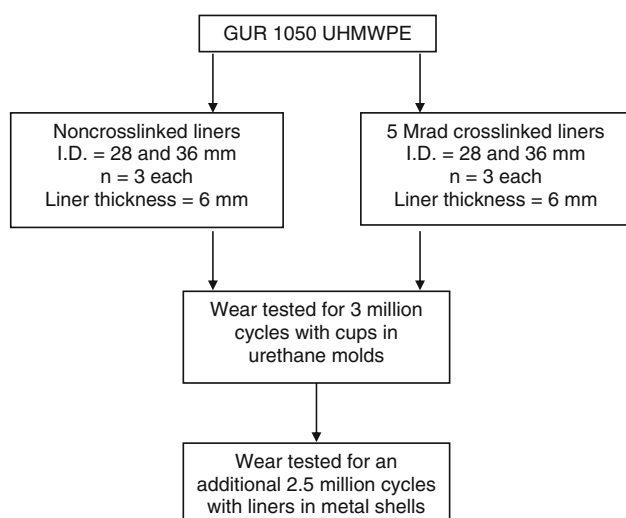 GUR 1050 UHMWPE
Noncrosslinked liners
I.D. = 28 and 36 mm
n = 3 each
Liner thickness = 6 mm
5 Mrad crosslinked liners
I.D. = 28 and 36 mm
n = 3 each
Liner thickness = 6 mm
Wear tested for 3 million
cycles with cups in
urethane molds
Wear tested for an
additional 2.5 million cycles
with liners in metal shells